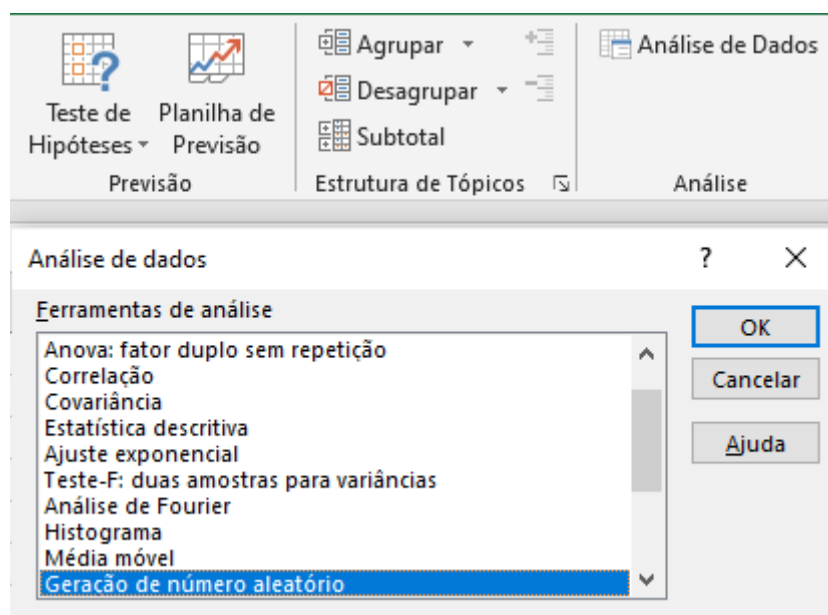 Teste de
Hipóteses
Planilha de
Previsão
Previsão
Agrupar
Desagrupar
Subtotal
Estrutura de Tópicos
Análise de Dados
Análise
Análise de dados
?
Ferramentas de análise
Anova: fator duplo sem repetição
Correlação
Covariância
Estatística descritiva
Ajuste exponencial
Teste-F: duas amostras para variâncias
Análise de Fourier
Histograma
Média móvel
Geração de número aleatório
OK
Cancelar
Ajuda